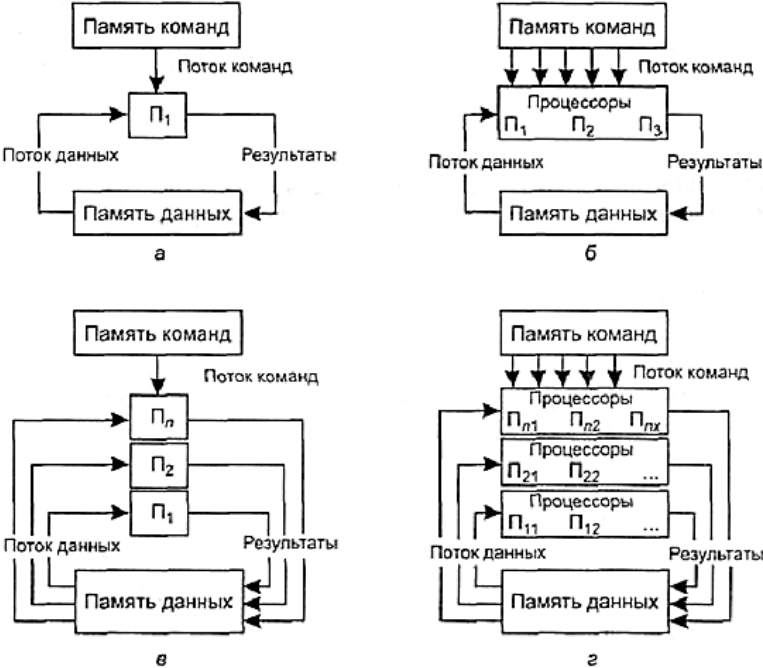 Память команд
Поток команд
П1
Поток данных
Результаты
Память данных
а
Память команд
Поток команд
Процессоры
П1 П2 П3
Поток данных
Результаты
Память данных
б
Память команд
Поток команд
Пn
П2
П1
Поток данных
Результаты
Память данных
в
Память команд
Поток команд
Процессоры
Пn1 Пn2 Пnx
Процессоры
П21 П22 ...
Процессоры
П11 П12 ...
Поток данных
Результаты
Память данных
г